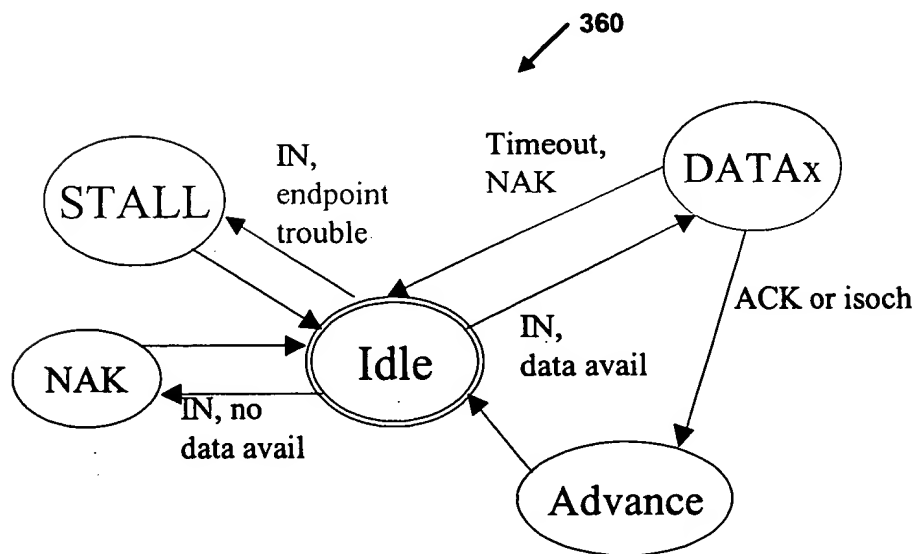 360
IN,
endpoint
trouble
Timeout,
NAK
DATAx
STALL
ACK or isoch
IN,
data avail
Idle
NAK
IN, no
data avail
Advance